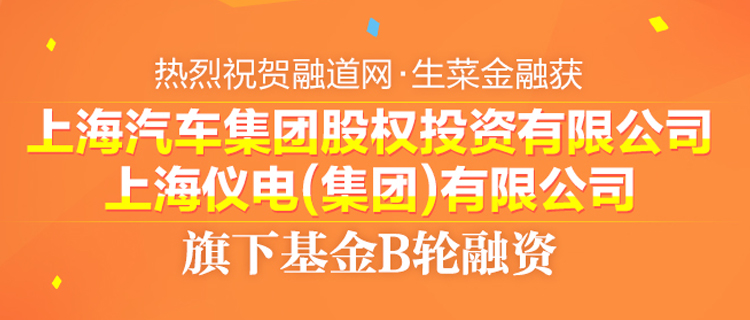 热烈祝贺融道网·生菜金融获
上海汽车集团股权投资有限公司
上海仪电(集团)有限公司
旗下基金B轮融资